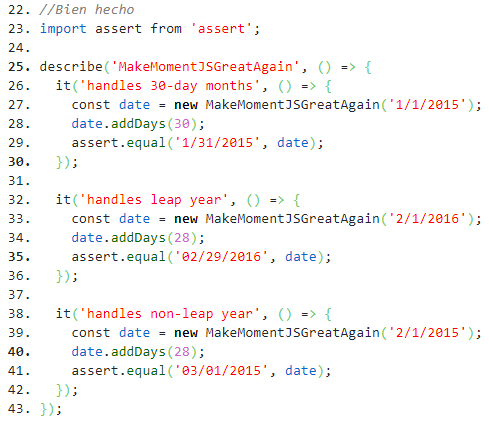 22. //Bien hecho
23. import assert from 'assert';
24.
25. describe('MakeMomentJSGreatAgain', () => {
26.   it('handles 30-day months', () => {
27.     const date = new MakeMomentJSGreatAgain('1/1/2015');
28.     date.addDays(30);
29.     assert.equal('1/31/2015', date);
30.   });
31.
32.   it('handles leap year', () => {
33.     const date = new MakeMomentJSGreatAgain('2/1/2016');
34.     date.addDays(28);
35.     assert.equal('02/29/2016', date);
36.   });
37.
38.   it('handles non-leap year', () => {
39.     const date = new MakeMomentJSGreatAgain('2/1/2015');
40.     date.addDays(28);
41.     assert.equal('03/01/2015', date);
42.   });
43. });